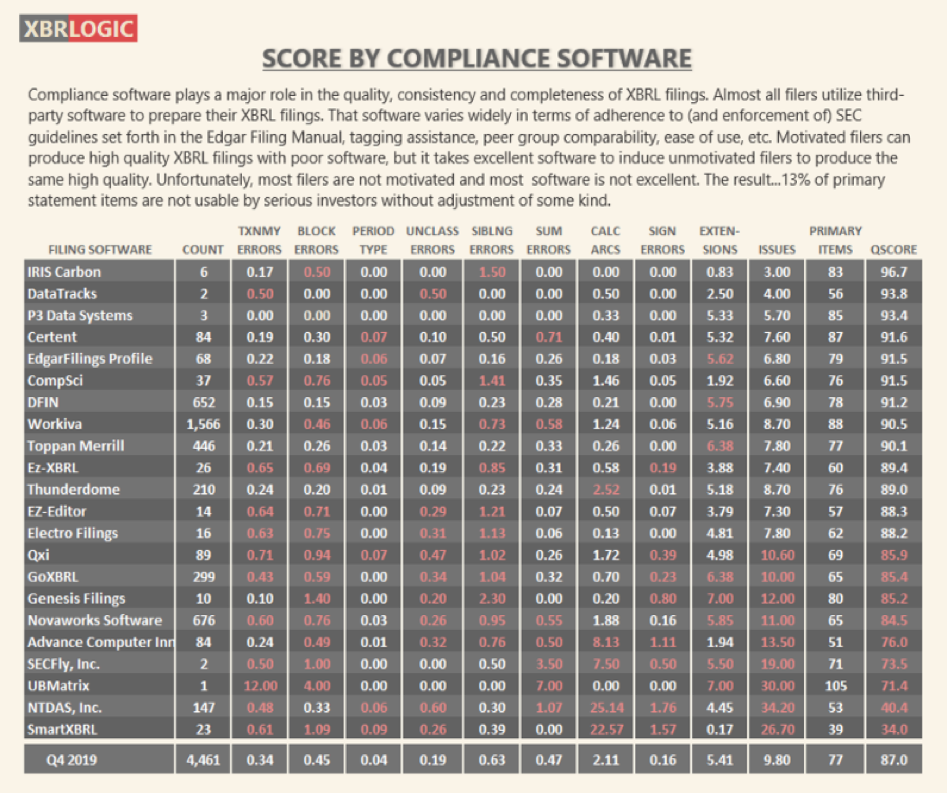 XBRLOGIC
SCORE BY COMPLIANCE SOFTWARE
Compliance software plays a major role in the quality, consistency and completeness of XBRL filings. Almost all filers utilize third-
party software to prepare their XBRL filings. That software varies widely in terms of adherence to (and enforcement of) SEC
guidelines set forth in the Edgar Filing Manual, tagging assistance, peer group comparability, ease of use, etc. Motivated filers can
produce high quality XBRL filings with poor software, but it takes excellent software to induce unmotivated filers to produce the
same high quality. Unfortunately, most filers are not motivated and most software is not excellent. The result...13% of primary
statement items are not usable by serious investors without adjustment of some kind.
TXNMY BLOCK PERIOD UNCLASS SIBLNG SUM CALC SIGN EXTEN- PRIMARY
FILING SOFTWARE COUNT ERRORS ERRORS TYPE ERRORS ERRORS ERRORS ARCS ERRORS SIONS ISSUES ITEMS QSCORE
IRIS Carbon 6 0.17 0.50 0.00 0.00 1.50 0.00 0.00 0.00 0.83 3.00 83 96.7
DataTracks 2 0.50 0.00 0.00 0.50 0.00 0.00 0.50 0.00 2.50 4.00 56 93.8
P3 Data Systems 3 0.00 0.00 0.00 0.00 0.00 0.00 0.33 0.00 5.33 5.70 85 93.4
Certent 84 0.19 0.30 0.07 0.10 0.50 0.71 0.40 0.01 5.32 7.60 87 91.6
EdgarFilings Profile 68 0.22 0.18 0.06 0.07 0.16 0.26 0.18 0.03 5.62 6.80 79 91.5
CompSci 37 0.57 0.76 0.05 0.05 1.41 0.35 1.46 0.05 1.92 6.60 76 91.5
DFIN 652 0.15 0.15 0.03 0.09 0.23 0.28 0.21 0.00 5.75 6.90 78 91.2
Workiva 1,566 0.30 0.46 0.06 0.15 0.73 0.58 1.24 0.06 5.16 8.70 88 90.5
Toppan Merrill 446 0.21 0.26 0.03 0.14 0.22 0.33 0.26 0.00 6.38 7.80 77 90.1
Ez-XBRL 26 0.65 0.69 0.04 0.19 0.85 0.31 0.58 0.19 3.88 7.40 60 89.4
Thunderdome 210 0.24 0.20 0.01 0.09 0.23 0.24 2.52 0.01 5.18 8.70 76 89.0
EZ-Editor 14 0.64 0.71 0.00 0.29 1.21 0.07 0.50 0.07 3.79 7.30 57 88.3
Electro Filings 16 0.63 0.75 0.00 0.31 1.13 0.06 0.13 0.00 4.81 7.80 62 88.2
Qxi 89 0.71 0.94 0.07 0.47 1.02 0.26 1.72 0.39 4.98 10.60 69 85.9
GoXBRL 299 0.43 0.59 0.00 0.34 1.04 0.32 0.70 0.23 6.38 10.00 65 85.4
Genesis Filings 10 0.10 1.40 0.00 0.20 2.30 0.00 0.20 0.80 7.00 12.00 80 85.2
Novaworks Software 676 0.60 0.76 0.03 0.26 0.95 0.55 1.88 0.16 5.85 11.00 65 84.5
Advance Computer Inn 84 0.24 0.49 0.01 0.32 0.76 0.50 8.13 1.11 1.94 13.50 51 76.0
SECFly, Inc. 2 0.50 1.00 0.00 0.00 0.50 3.50 7.50 0.50 5.50 19.00 71 73.5
UBMatrix 1 12.00 4.00 0.00 0.00 0.00 7.00 0.00 0.00 7.00 30.00 105 71.4
NTDAS, Inc. 147 0.48 0.33 0.06 0.60 0.30 1.07 25.14 1.76 4.45 34.20 53 40.4
SmartXBRL 23 0.61 1.09 0.09 0.26 0.39 0.00 22.57 1.57 0.17 26.70 39 34.0
Q4 2019 4,461 0.34 0.45 0.04 0.19 0.63 0.47 2.11 0.16 5.41 9.80 77 87.0